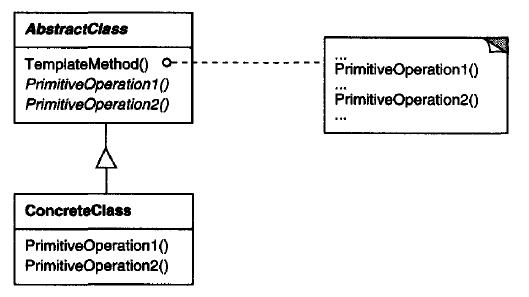 AbstractClass
TemplateMethod()
PrimitiveOperation1()
PrimitiveOperation2()
...
PrimitiveOperation1()
...
PrimitiveOperation2()
...
ConcreteClass
PrimitiveOperation1()
PrimitiveOperation2()